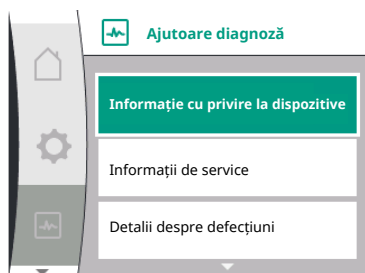 Ajutoare diagnoză
Informație cu privire la dispozitive
Informații de service
Detalii despre defecțiuni